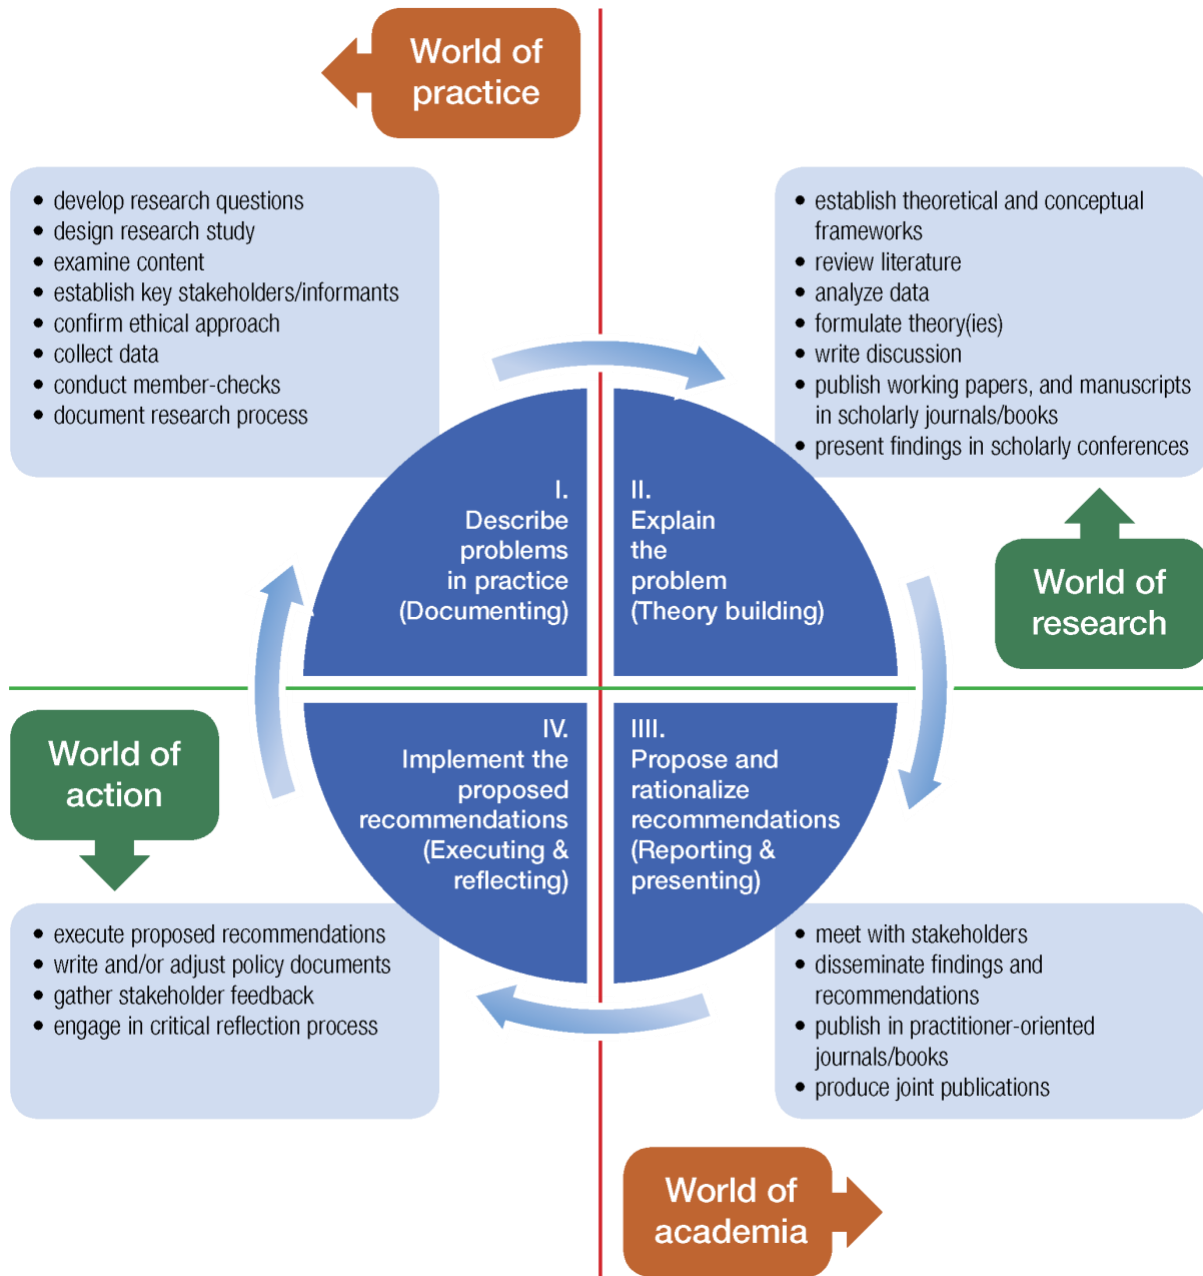 World of
practice
• develop research questions
• design research study
• examine content
• establish key stakeholders/informants
• confirm ethical approach
• collect data
• conduct member-checks
• document research process
• establish theoretical and conceptual
frameworks
• review literature
• analyze data
• formulate theory(ies)
• write discussion
• publish working papers, and manuscripts
in scholarly journals/books
• present findings in scholarly conferences
I.
Describe
problems
in practice
(Documenting)
II.
Explain
the
problem
(Theory building)
World of
research
World of
action
IV.
Implement the
proposed
recommendations
(Executing &
reflecting)
IIII.
Propose and
rationalize
recommendations
(Reporting &
presenting)
• execute proposed recommendations
• write and/or adjust policy documents
• gather stakeholder feedback
• engage in critical reflection process
• meet with stakeholders
• disseminate findings and
recommendations
• publish in practitioner-oriented
journals/books
• produce joint publications
World of
academia